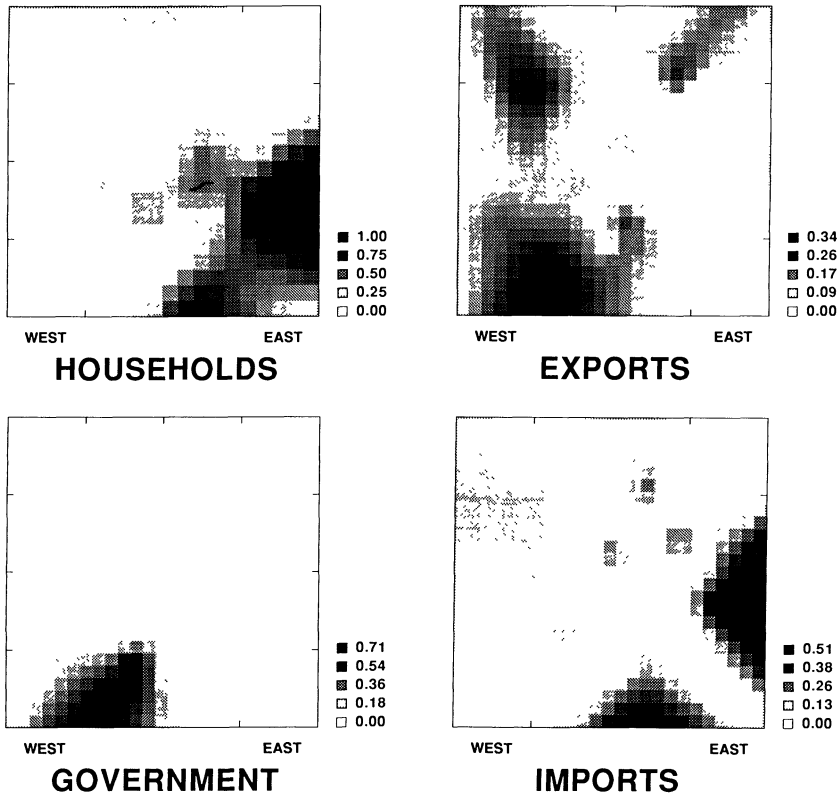 1.00
0.75
0.50
0.25
0.00
WEST EAST
HOUSEHOLDS
0.34
0.26
0.17
0.09
0.00
WEST EAST
EXPORTS
0.71
0.54
0.36
0.18
0.00
WEST EAST
GOVERNMENT
0.51
0.38
0.26
0.13
0.00
WEST EAST
IMPORTS